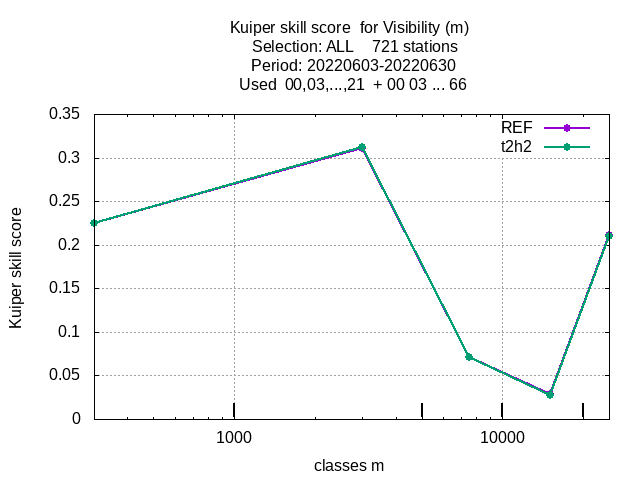 Kuiper skill score  for Visibility (m)
Selection: ALL    721 stations
Period: 20220603-20220630
Used  00,03,...,21  + 00 03 ... 66
REF
t2h2
0.35
0.3
0.25
0.2
0.15
0.1
0.05
0
Kuiper skill score
1000
10000
classes m